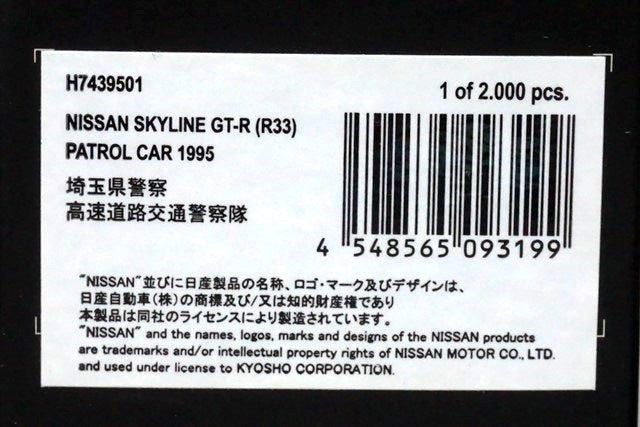 H7439501
1 of 2.000 pcs.
NISSAN SKYLINE GT-R (R33)
PATROL CAR 1995
埼玉県警察
高速道路交通警察隊
4 548565 093199
"NISSAN"並びに日産製品の名称、ロゴ・マーク及びデザインは、
日産自動車(株)の商標及び/又は知的財産権であり
本製品は同社のライセンスにより製造されています。
"NISSAN" and the names, logos, marks and designs of the NISSAN products
are trademarks and/or intellectual property rights of NISSAN MOTOR CO., LTD.
and used under license to KYOSHO CORPORATION.